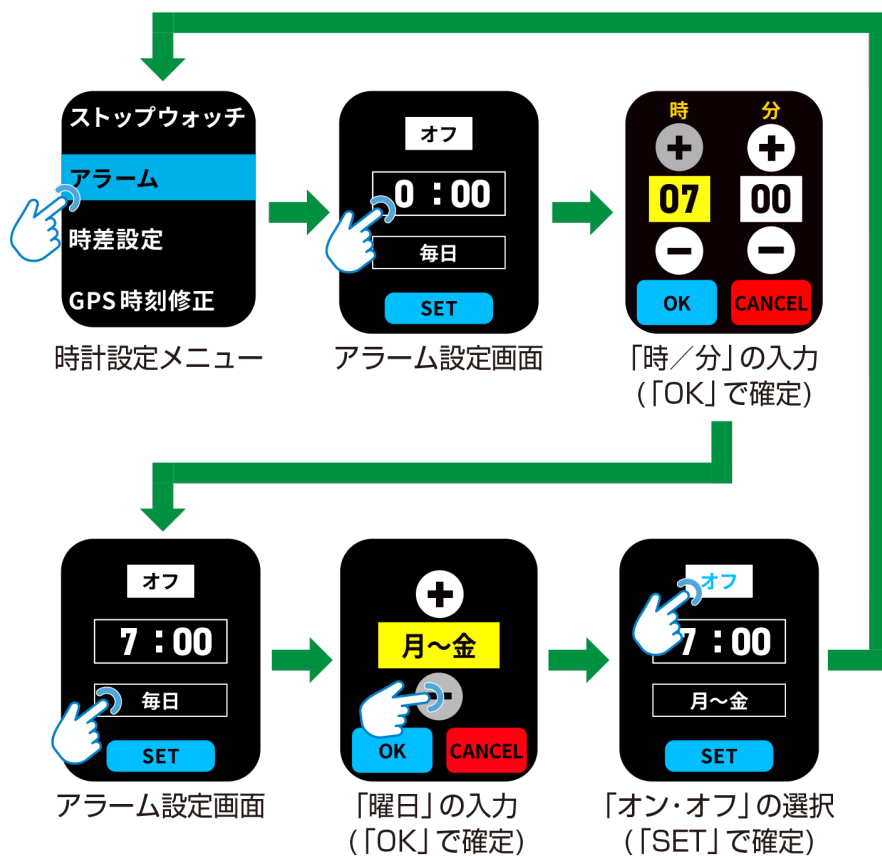 ストップウォッチ
アラーム
時差設定
GPS時刻修正
時計設定メニュー
オフ
0:00
毎日
SET
アラーム設定画面
時 分
+ +
07 00
− −
OK CANCEL
「時／分」の入力
(「OK」で確定)
オフ
7:00
毎日
SET
アラーム設定画面
+
月～金
−
OK CANCEL
「曜日」の入力
(「OK」で確定)
オフ
7:00
月～金
SET
「オン・オフ」の選択
(「SET」で確定)